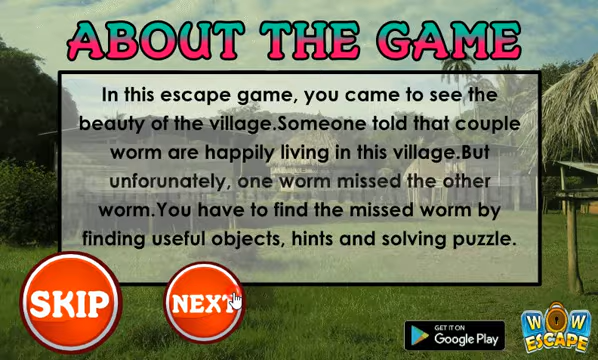 ABOUT THE GAME
In this escape game, you came to see the
beauty of the village.Someone told that couple
worm are happily living in this village.But
unforunately, one worm missed the other
worm.You have to find the missed worm by
finding useful objects, hints and solving puzzle.
SKIP
NEXT
GET IT ON
Google Play
WOW
ESCAPE